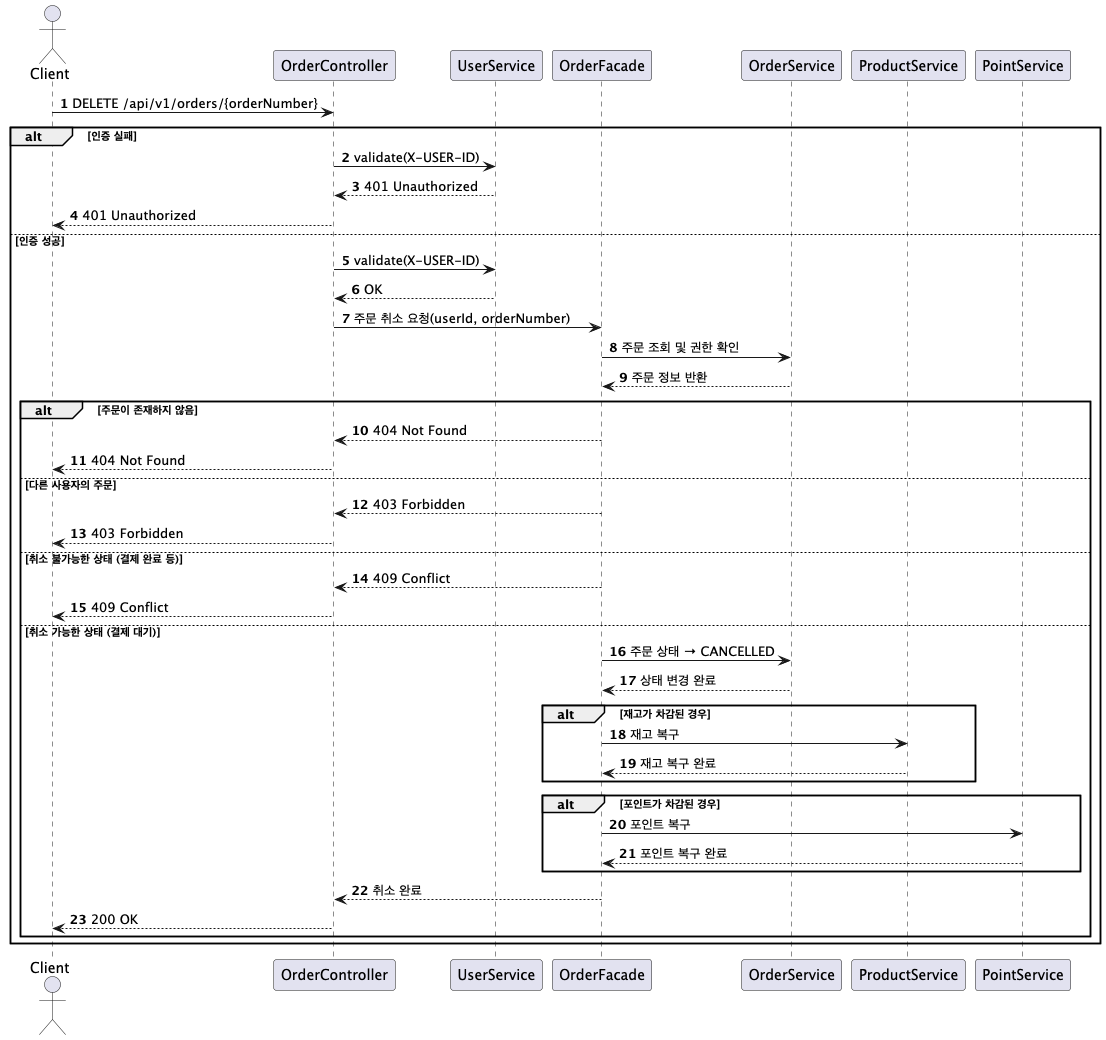 Client
OrderController
UserService
OrderFacade
OrderService
ProductService
PointService
1 DELETE /api/v1/orders/{orderNumber}
alt [인증 실패]
2 validate(X-USER-ID)
3 401 Unauthorized
4 401 Unauthorized
[인증 성공]
5 validate(X-USER-ID)
6 OK
7 주문 취소 요청(userId, orderNumber)
8 주문 조회 및 권한 확인
9 주문 정보 반환
alt [주문이 존재하지 않음]
10 404 Not Found
11 404 Not Found
[다른 사용자의 주문]
12 403 Forbidden
13 403 Forbidden
[취소 불가능한 상태 (결제 완료 등)]
14 409 Conflict
15 409 Conflict
[취소 가능한 상태 (결제 대기)]
16 주문 상태 → CANCELLED
17 상태 변경 완료
alt [재고가 차감된 경우]
18 재고 복구
19 재고 복구 완료
alt [포인트가 차감된 경우]
20 포인트 복구
21 포인트 복구 완료
22 취소 완료
23 200 OK
Client
OrderController
UserService
OrderFacade
OrderService
ProductService
PointService